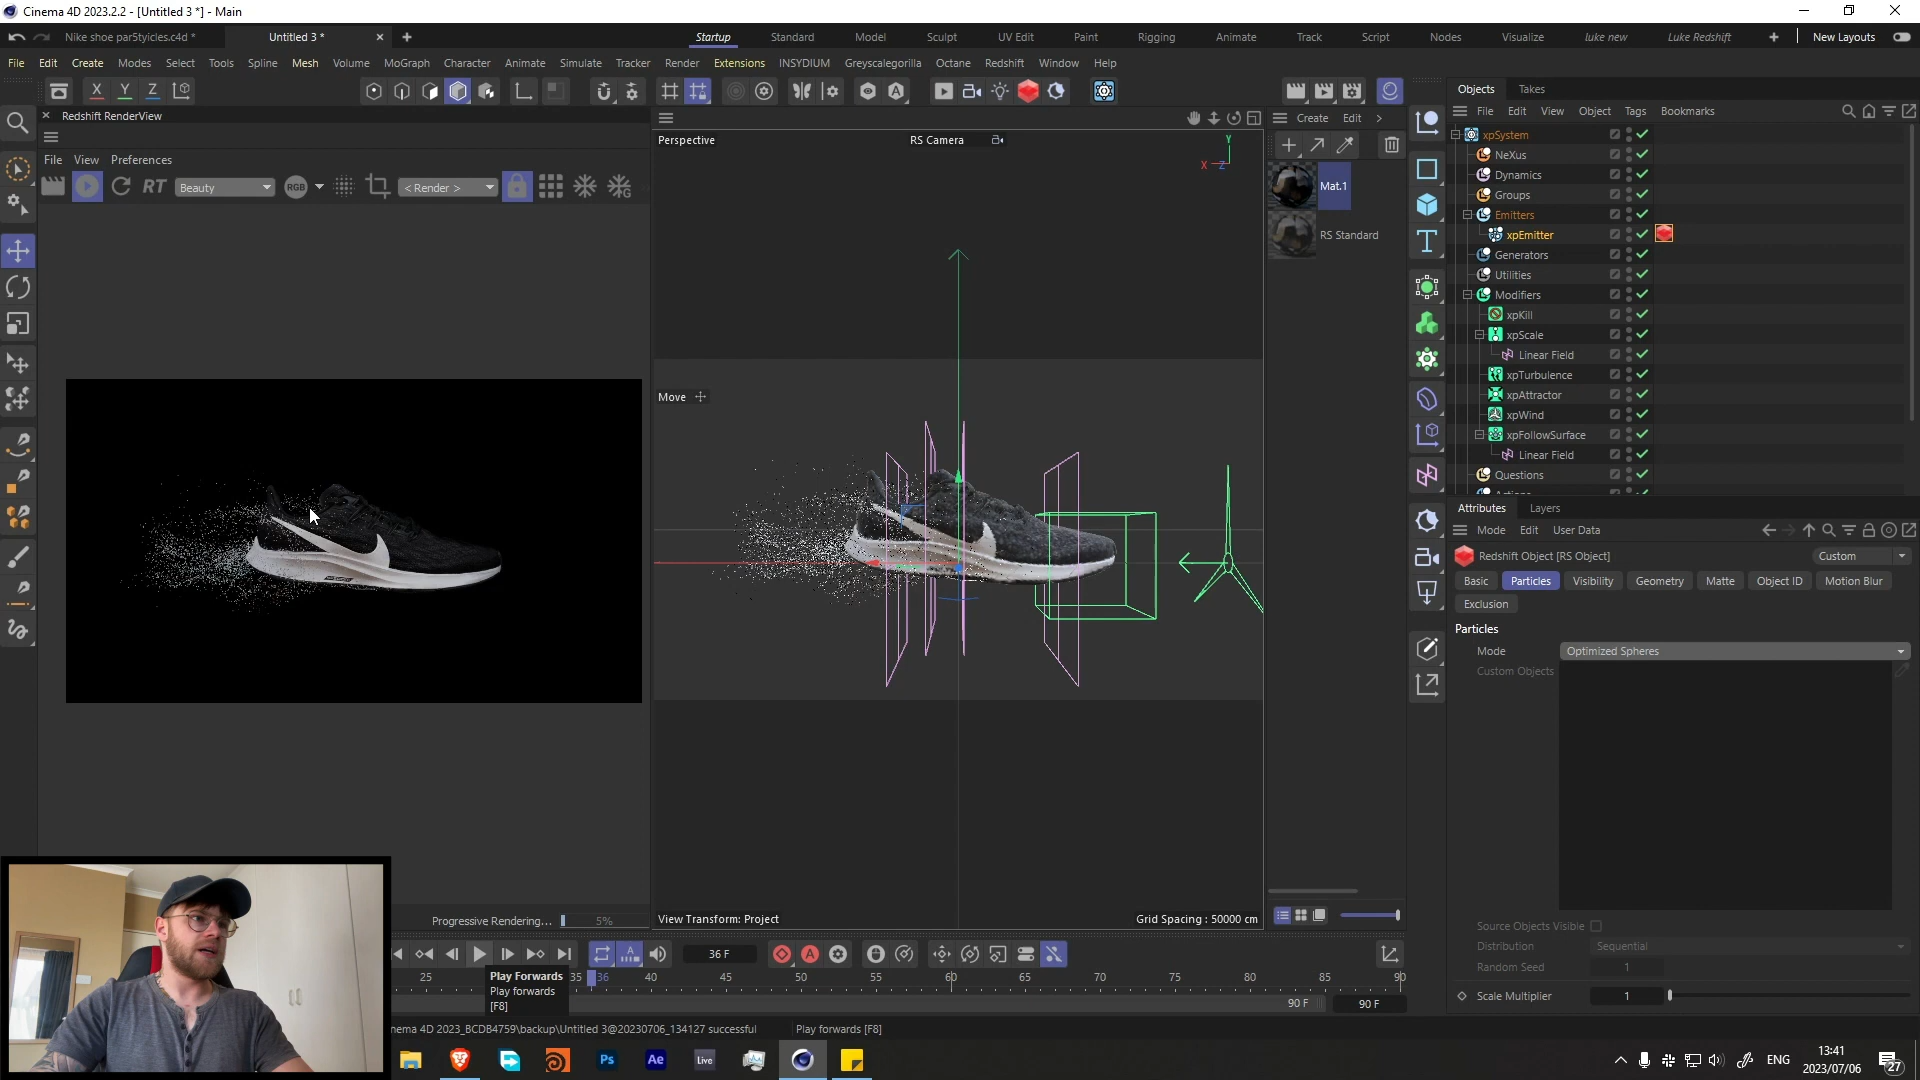 Cinema 4D 2023.2.2 - [Untitled 3 *] - Main
Nike shoe par5tyicles.c4d *
Untitled 3 *
Startup Standard Model Sculpt UV Edit Paint Rigging Animate Track Script Nodes Visualize luke new Luke Redshift New Layouts
File Edit Create Modes Select Tools Spline Mesh Volume MoGraph Character Animate Simulate Tracker Render Extensions INSYDIUM Greyscalegorilla Octane Redshift Window Help
X Y Z
Redshift RenderView
File View Preferences
RT Beauty RGB < Render >
Perspective
RS Camera
Y
X Z
Move
View Transform: Project
Grid Spacing : 50000 cm
Progressive Rendering... 5%
Create Edit
Mat.1
RS Standard
Objects Takes
File Edit View Object Tags Bookmarks
xpSystem
NeXus
Dynamics
Groups
Emitters
xpEmitter
Generators
Utilities
Modifiers
xpKill
xpScale
Linear Field
xpTurbulence
xpAttractor
xpWind
xpFollowSurface
Linear Field
Questions
Attributes Layers
Mode Edit User Data
Redshift Object [RS Object]
Custom
Basic Particles Visibility Geometry Matte Object ID Motion Blur
Exclusion
Particles
Mode Optimized Spheres
Custom Objects
Source Objects Visible
Distribution Sequential
Random Seed 1
Scale Multiplier 1
36 F
25 35 36 40 45 50 55 60 65 70 75 80 85 90
Play Forwards
Play forwards
[F8]
90 F 90 F
nema 4D 2023_BCDB4759\backup\Untitled 3@20230706_134127 successful
Play forwards [F8]
Ps Ae Live
ENG
13:41
2023/07/06
27